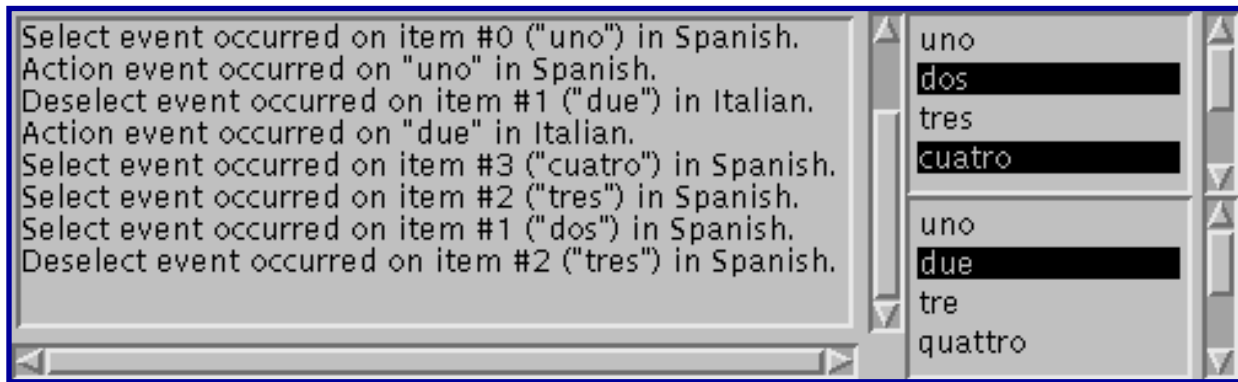 Select event occurred on item #0 ("uno") in Spanish.
Action event occurred on "uno" in Spanish.
Deselect event occurred on item #1 ("due") in Italian.
Action event occurred on "due" in Italian.
Select event occurred on item #3 ("cuatro") in Spanish.
Select event occurred on item #2 ("tres") in Spanish.
Select event occurred on item #1 ("dos") in Spanish.
Deselect event occurred on item #2 ("tres") in Spanish.
uno
dos
tres
cuatro
uno
due
tre
quattro